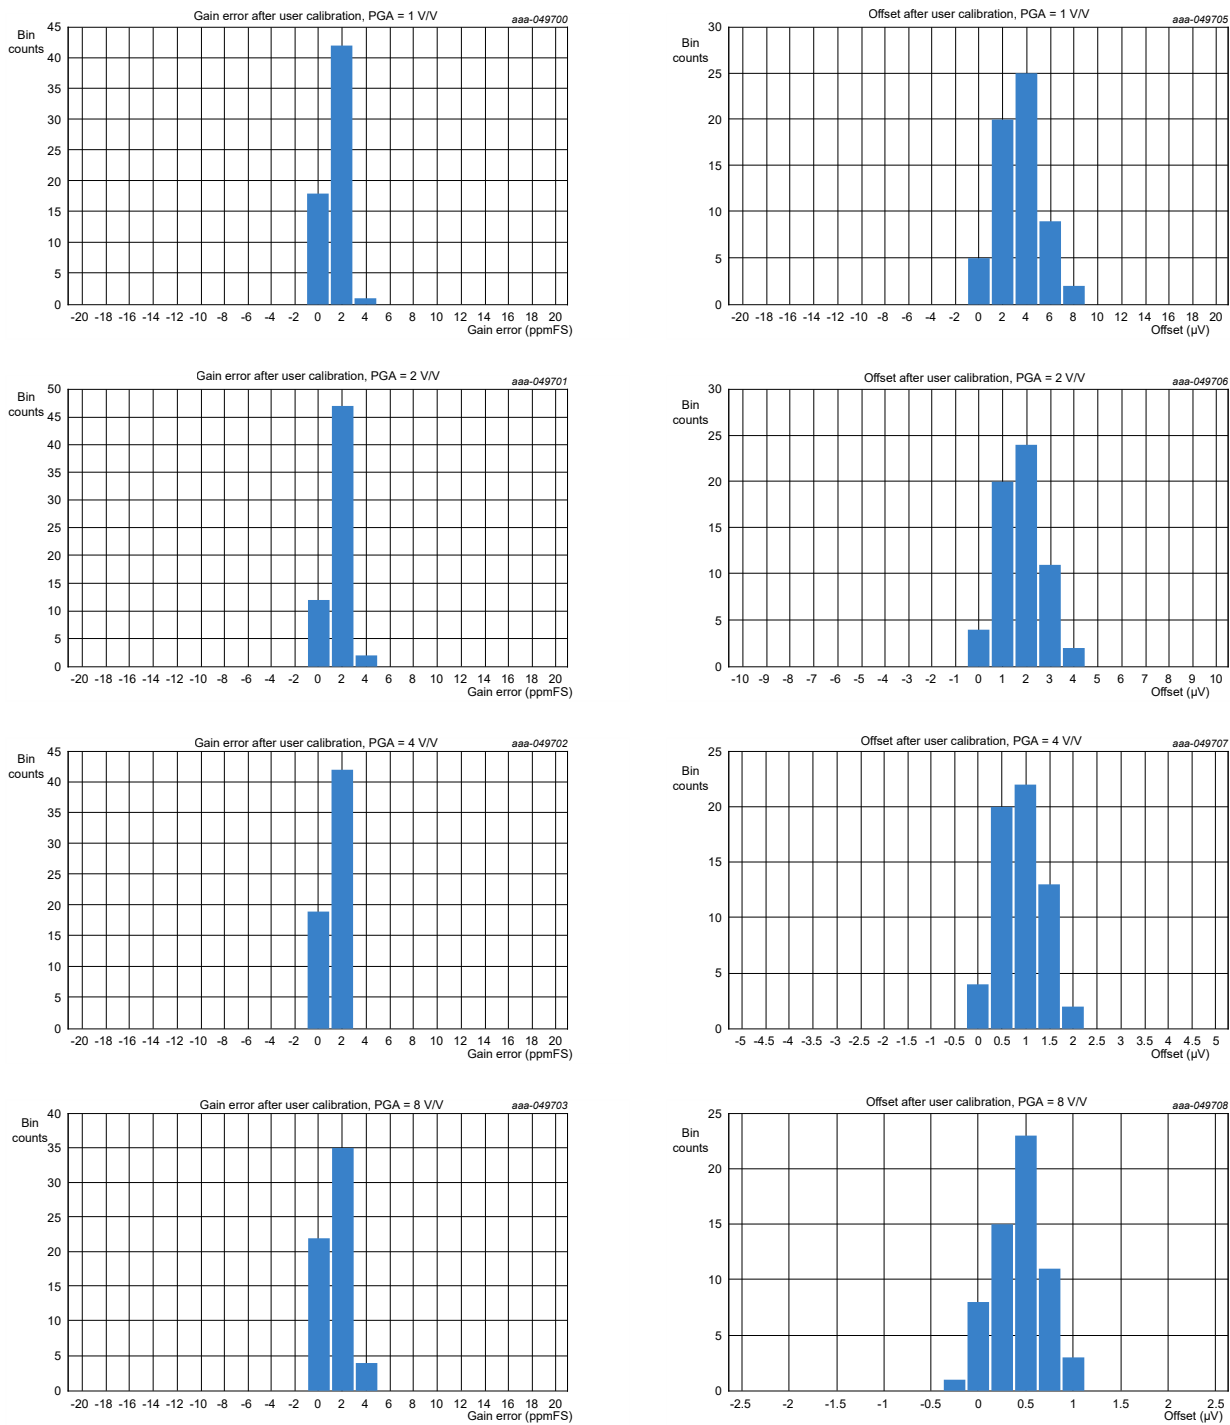 Gain error after user calibration, PGA = 1 V/V
aaa-049700
Bin
counts
45
40
35
30
25
20
15
10
5
0
-20 -18 -16 -14 -12 -10 -8 -6 -4 -2 0 2 4 6 8 10 12 14 16 18 20
Gain error (ppmFS)
Offset after user calibration, PGA = 1 V/V
aaa-049705
Bin
counts
30
25
20
15
10
5
0
-20 -18 -16 -14 -12 -10 -8 -6 -4 -2 0 2 4 6 8 10 12 14 16 18 20
Offset (µV)
Gain error after user calibration, PGA = 2 V/V
aaa-049701
Bin
counts
50
45
40
35
30
25
20
15
10
5
0
-20 -18 -16 -14 -12 -10 -8 -6 -4 -2 0 2 4 6 8 10 12 14 16 18 20
Gain error (ppmFS)
Offset after user calibration, PGA = 2 V/V
aaa-049706
Bin
counts
30
25
20
15
10
5
0
-10 -9 -8 -7 -6 -5 -4 -3 -2 -1 0 1 2 3 4 5 6 7 8 9 10
Offset (µV)
Gain error after user calibration, PGA = 4 V/V
aaa-049702
Bin
counts
45
40
35
30
25
20
15
10
5
0
-20 -18 -16 -14 -12 -10 -8 -6 -4 -2 0 2 4 6 8 10 12 14 16 18 20
Gain error (ppmFS)
Offset after user calibration, PGA = 4 V/V
aaa-049707
Bin
counts
25
20
15
10
5
0
-5 -4.5 -4 -3.5 -3 -2.5 -2 -1.5 -1 -0.5 0 0.5 1 1.5 2 2.5 3 3.5 4 4.5 5
Offset (µV)
Gain error after user calibration, PGA = 8 V/V
aaa-049703
Bin
counts
40
35
30
25
20
15
10
5
0
-20 -18 -16 -14 -12 -10 -8 -6 -4 -2 0 2 4 6 8 10 12 14 16 18 20
Gain error (ppmFS)
Offset after user calibration, PGA = 8 V/V
aaa-049708
Bin
counts
25
20
15
10
5
0
-2.5 -2 -1.5 -1 -0.5 0 0.5 1 1.5 2 2.5
Offset (µV)